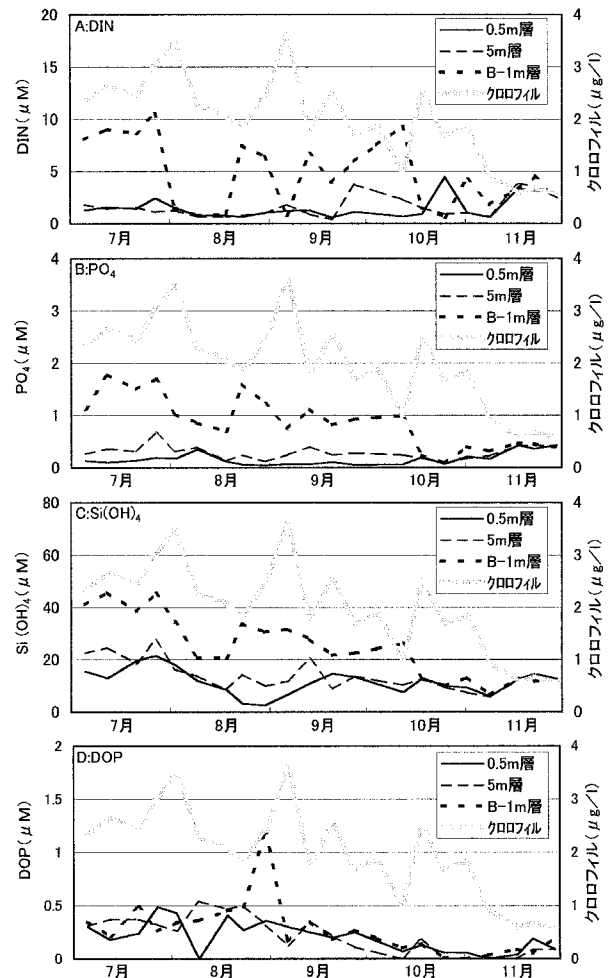 A:DIN
0.5m層
5m層
B-1m層
クロロフィル
20
15
10
5
0
DIN(μM)
4
3
2
1
0
クロロフィル(μg/l)
7月
8月
9月
10月
11月
B:PO4
0.5m層
5m層
B-1m層
クロロフィル
4
3
2
1
0
PO4(μM)
4
3
2
1
0
クロロフィル(μg/l)
7月
8月
9月
10月
11月
C:Si(OH)4
0.5m層
5m層
B-1m層
クロロフィル
80
60
40
20
0
Si(OH)4(μM)
4
3
2
1
0
クロロフィル(μg/l)
7月
8月
9月
10月
11月
D:DOP
0.5m層
5m層
B-1m層
クロロフィル
2
1.5
1
0.5
0
DOP(μM)
4
3
2
1
0
クロロフィル(μg/l)
7月
8月
9月
10月
11月